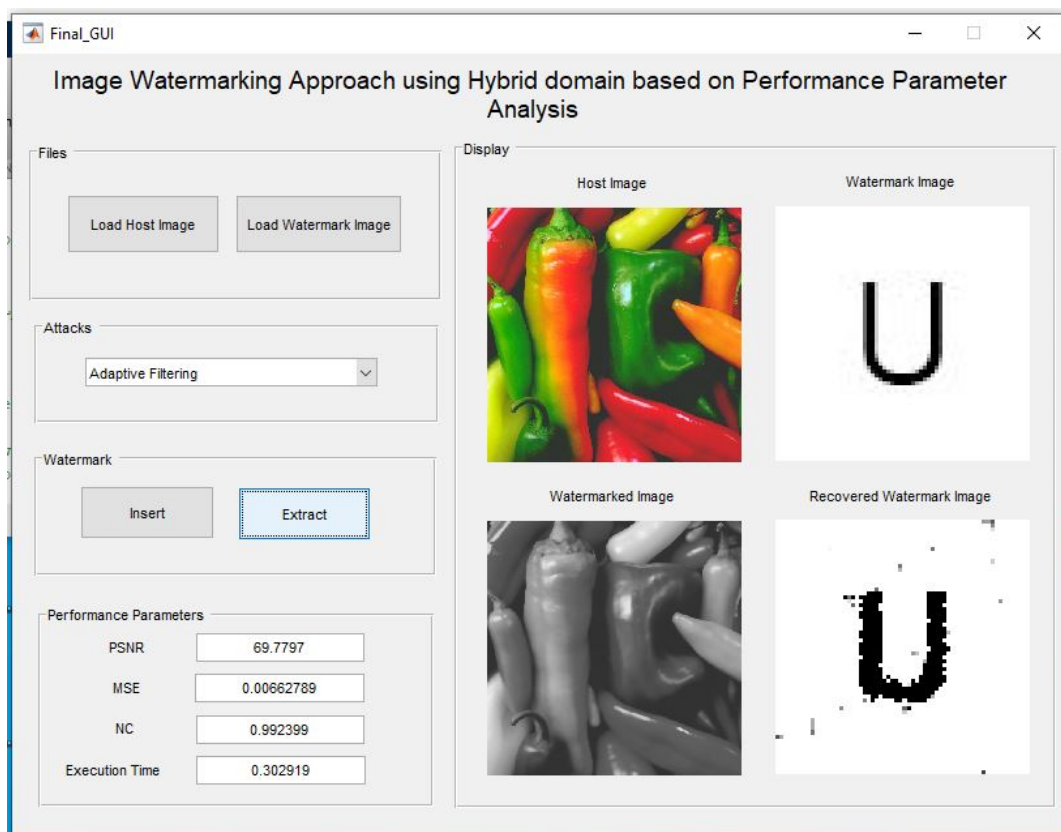 Final_GUI
Image Watermarking Approach using Hybrid domain based on Performance Parameter
Analysis
Files
Load Host Image
Load Watermark Image
Attacks
Adaptive Filtering
Watermark
Insert
Extract
Performance Parameters
PSNR 69.7797
MSE 0.00662789
NC 0.992399
Execution Time 0.302919
Display
Host Image
Watermark Image
U
Watermarked Image
Recovered Watermark Image
U